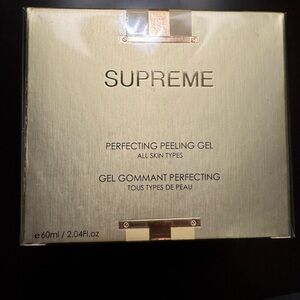 SUPREME
PERFECTING PEELING GEL
ALL SKIN TYPES
GEL GOMMANT PERFECTING
TOUS TYPES DE PEAU
e 60ml / 2.04Fl.oz